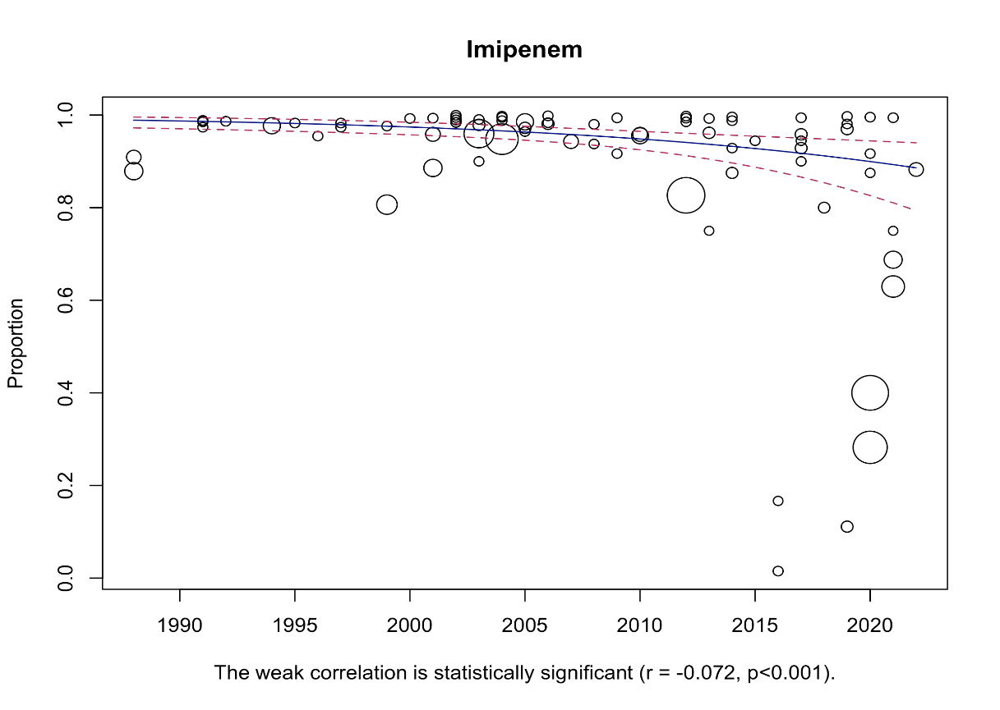 Imipenem
Proportion
1.0
0.8
0.6
0.4
0.2
0.0
1990 1995 2000 2005 2010 2015 2020
The weak correlation is statistically significant (r = -0.072, p<0.001).